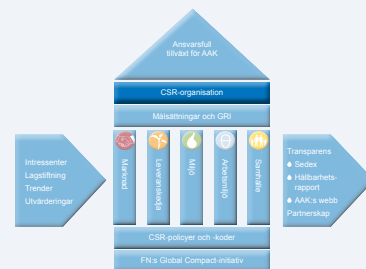 Ansvarsfull
tillväxt för AAK
CSR-organisation
Målsättningar och GRI
Intressenter
Lagstiftning
Trender
Utvärderingar
Marknad
Leveranskedja
Miljö
Arbetsmiljö
Samhälle
Transparens
Sedex
Hållbarhets-
rapport
AAK:s webb
Partnerskap
CSR-policyer och -koder
FN:s Global Compact-initiativ